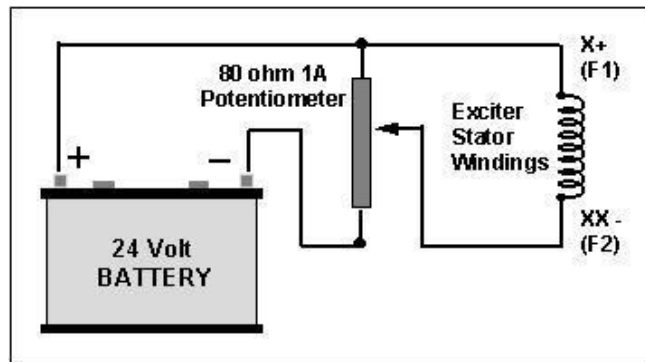 X+
(F1)
80 ohm 1A
Potentiometer
Exciter
Stator
Windings
+
–
XX -
(F2)
24 Volt
BATTERY